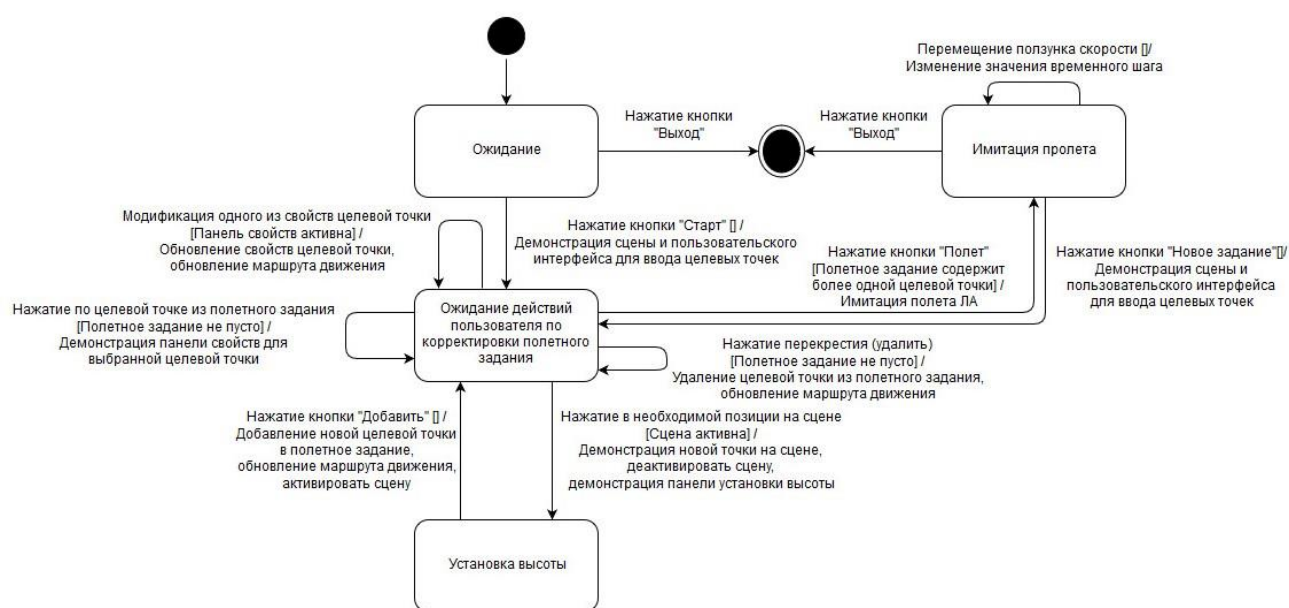 Перемещение ползунка скорости []/
Изменение значения временного шага
Ожидание
Нажатие кнопки
"Выход"
Нажатие кнопки
"Выход"
Имитация пролета
Модификация одного из свойств целевой точки
[Панель свойств активна] /
Обновление свойств целевой точки,
обновление маршрута движения
Нажатие кнопки "Старт" [] /
Демонстрация сцены и пользовательского
интерфейса для ввода целевых точек
Нажатие кнопки "Полет"
[Полетное задание содержит
более одной целевой точки] /
Имитация полета ЛА
Нажатие кнопки "Новое задание"[]/
Демонстрация сцены и
пользовательского интерфейса
для ввода целевых точек
Нажатие по целевой точке из полетного задания
[Полетное задание не пусто] /
Демонстрация панели свойств для
выбранной целевой точки
Ожидание действий
пользователя по
корректировки полетного
задания
Нажатие перекрестия (удалить)
[Полетное задание не пусто] /
Удаление целевой точки из полетного задания,
обновление маршрута движения
Нажатие кнопки "Добавить" [] /
Добавление новой целевой точки
в полетное задание,
обновление маршрута движения,
активировать сцену
Нажатие в необходимой позиции на сцене
[Сцена активна] /
Демонстрация новой точки на сцене,
деактивировать сцену,
демонстрация панели установки высоты
Установка высоты